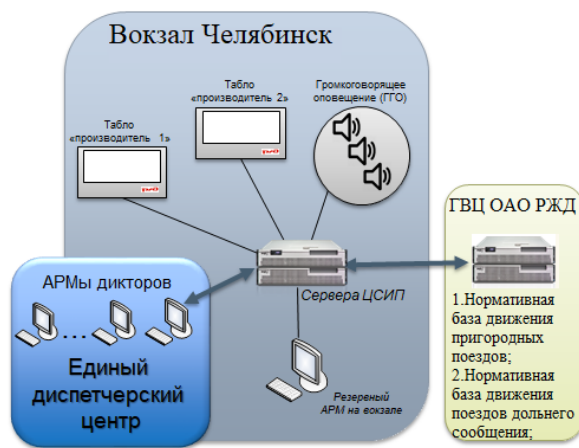 Вокзал Челябинск
Табло
«производитель 2»
Громкоговорящее
оповещение (ГГО)
Табло
«производитель 1»
ржд
ржд
ГВЦ ОАО РЖД
АРМы дикторов
Сервера ЦСИП
...
Единый
диспетчерский
центр
Резервный
АРМ на вокзале
1.Нормативная
база движения
пригородных
поездов;
2.Нормативная
база движения
поездов дольнего
сообщения;